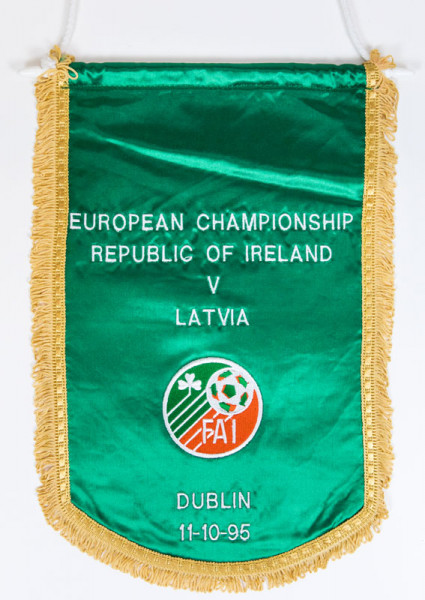 EUROPEAN CHAMPIONSHIP
REPUBLIC OF IRELAND
V
LATVIA
FAI
DUBLIN
11-10-95